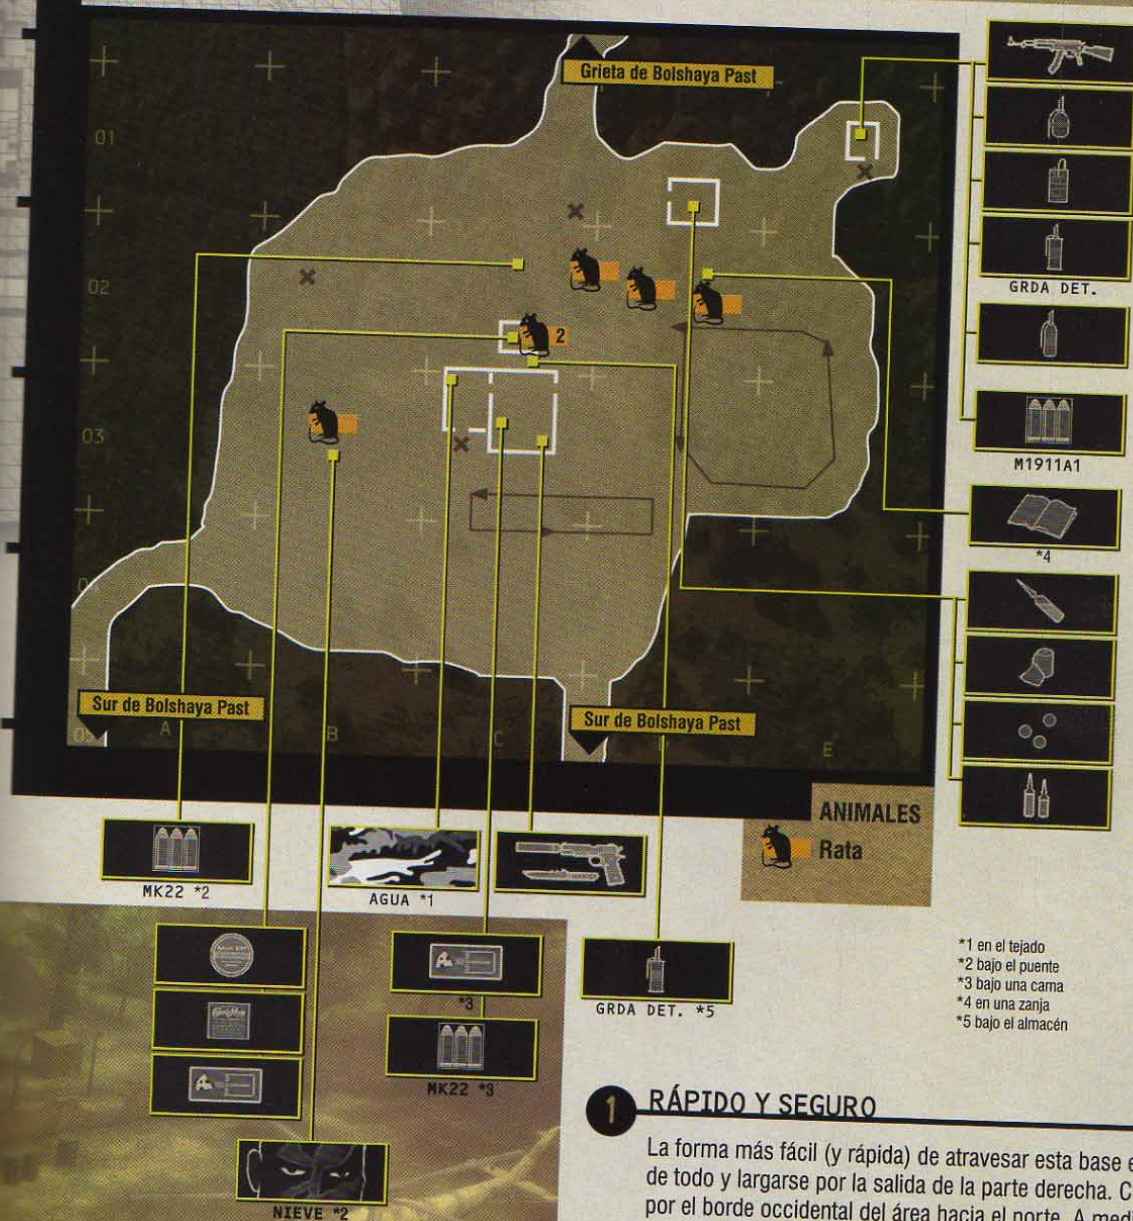 Grieta de Bolshaya Past
01
02
03
2
GRDA DET.
M1911A1
*4
Sur de Bolshaya Past
Sur de Bolshaya Past
A
B
C
E
ANIMALES
Rata
MK22 *2
AGUA *1
*3
MK22 *3
GRDA DET. *5
NIEVE *2
*1 en el tejado
*2 bajo el puente
*3 bajo una cama
*4 en una zanja
*5 bajo el almacén
1 RÁPIDO Y SEGURO
La forma más fácil (y rápida) de atravesar esta base
de todo y largarse por la salida de la parte derecha.
por el borde occidental del área hacia el norte. A